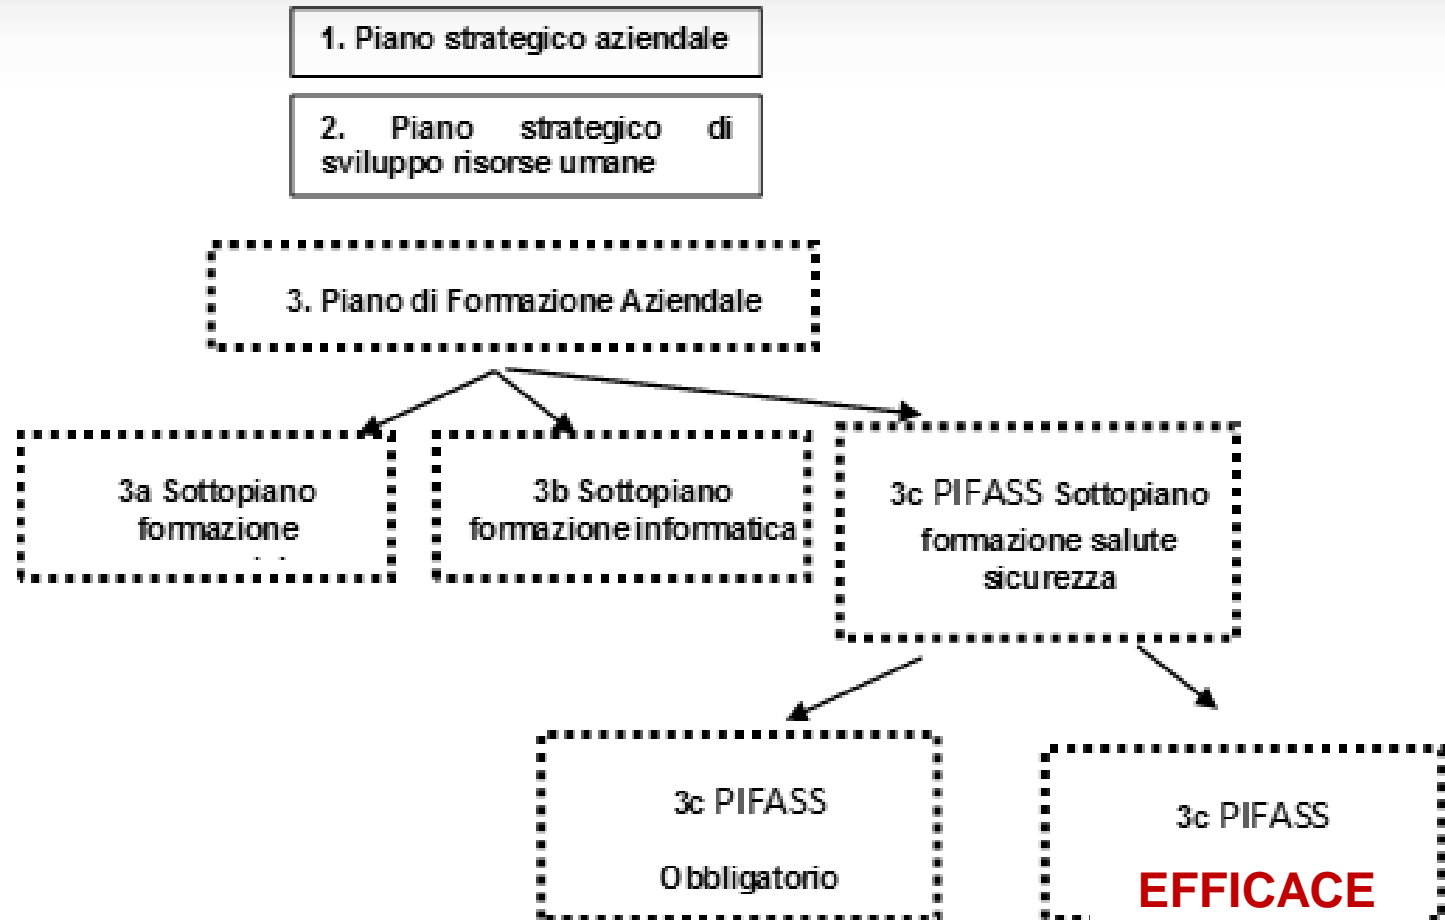 1. Piano strategico aziendale
2. Piano strategico di
sviluppo risorse umane
3. Piano di Formazione Aziendale
3a Sottopiano
formazione
3b Sottopiano
formazione informatica
3c PIFASS Sottopiano
formazione salute
sicurezza
3c PIFASS
Obbligatorio
3c PIFASS
EFFICACE